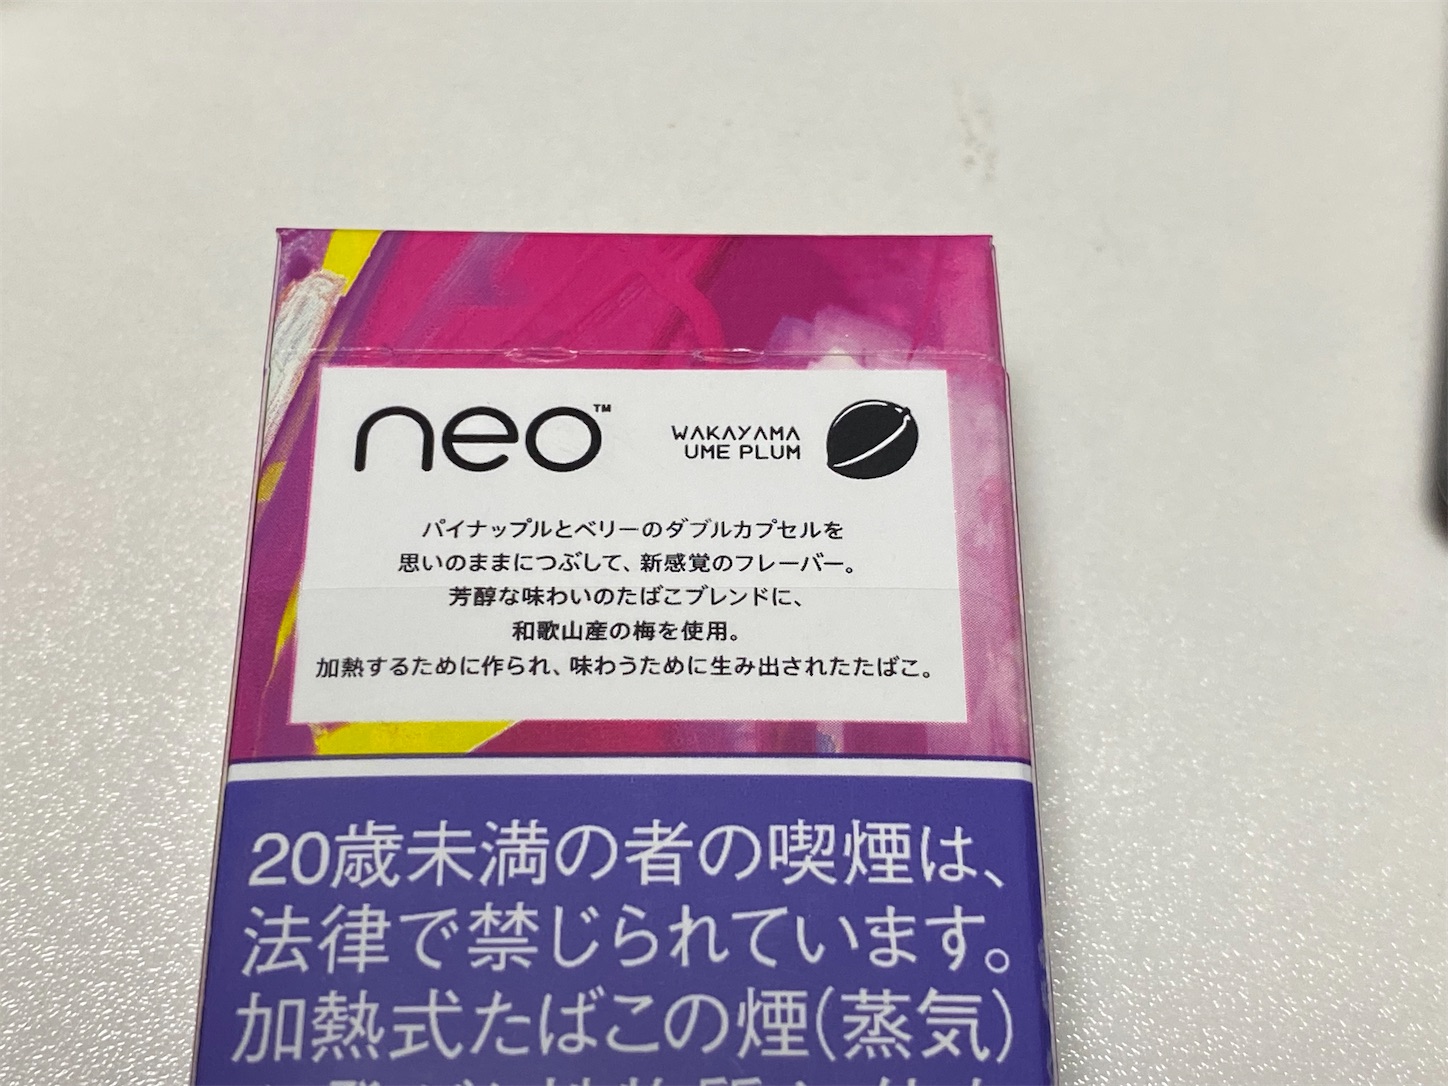 neo™
WAKAYAMA
UME PLUM
パイナップルとベリーのダブルカプセルを
思いのままにつぶして、新感覚のフレーバー。
芳醇な味わいのたばこブレンドに、
和歌山産の梅を使用。
加熱するために作られ、味わうために生み出されたたばこ。
20歳未満の者の喫煙は、
法律で禁じられています。
加熱式たばこの煙(蒸気)